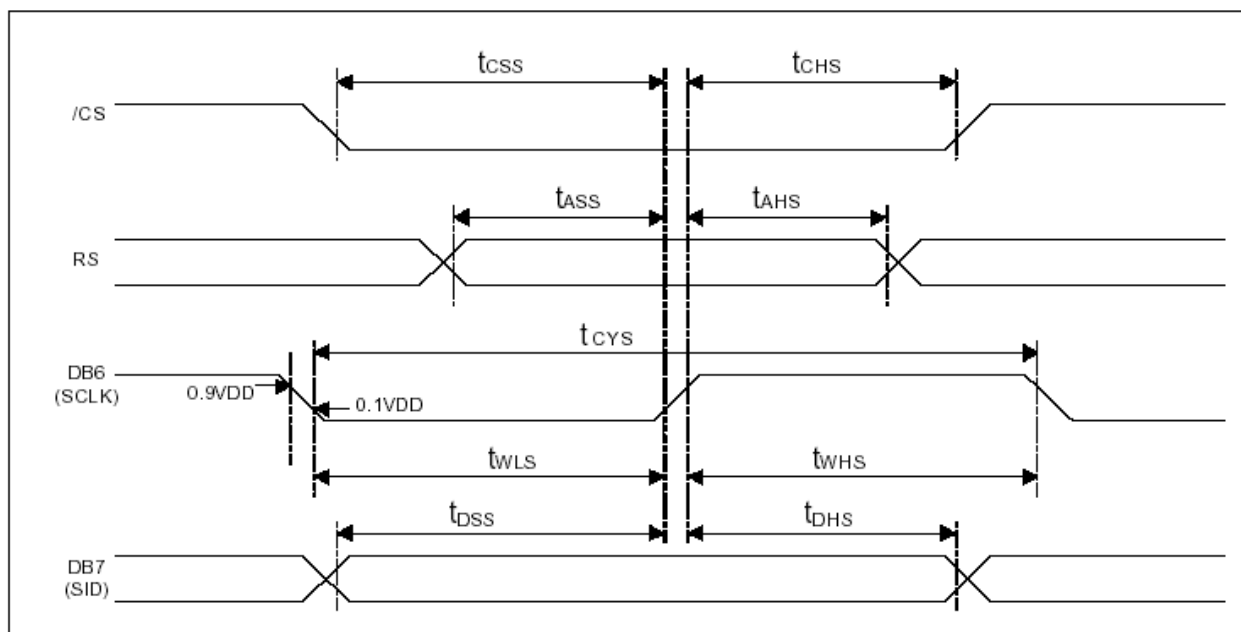 tCSS tCHS
/CS
tASS tAHS
RS
tCYS
DB6
(SCLK)
0.9VDD
0.1VDD
tWLS tWHS
tDSS tDHS
DB7
(SID)